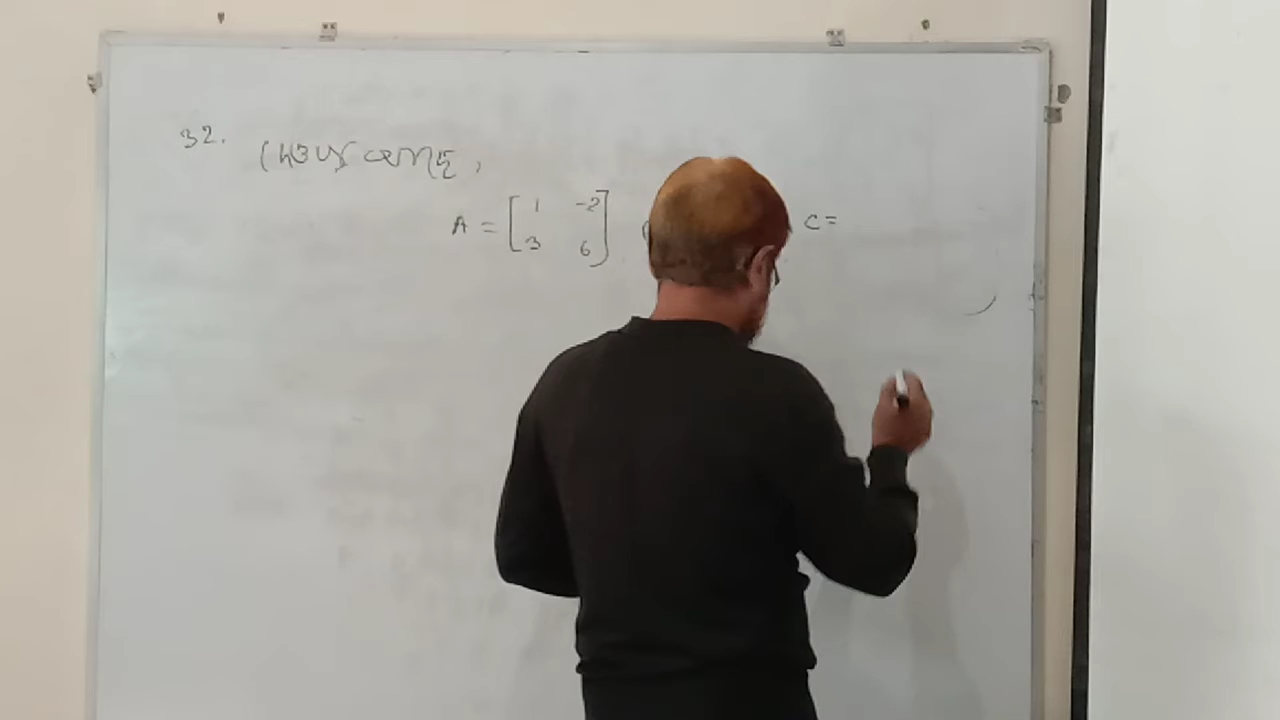 32. দেওয়া আছে,
A = [1 -2
3 6] C =